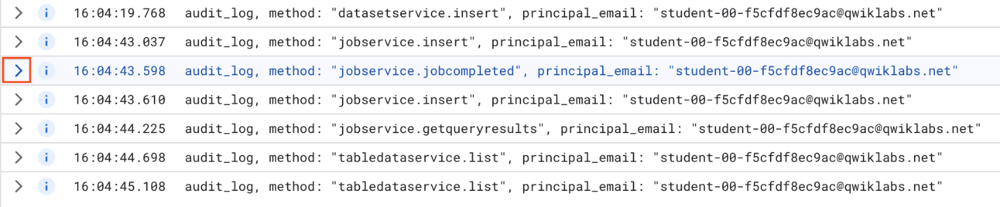 16:04:19.768 audit_log, method: "datasetservice.insert", principal_email: "student-00-f5cfdf8ec9ac@qwiklabs.net"
16:04:43.037 audit_log, method: "jobservice.insert", principal_email: "student-00-f5cfdf8ec9ac@qwiklabs.net"
16:04:43.598 audit_log, method: "jobservice.jobcompleted", principal_email: "student-00-f5cfdf8ec9ac@qwiklabs.net"
16:04:43.610 audit_log, method: "jobservice.insert", principal_email: "student-00-f5cfdf8ec9ac@qwiklabs.net"
16:04:44.225 audit_log, method: "jobservice.getqueryresults", principal_email: "student-00-f5cfdf8ec9ac@qwiklabs.net"
16:04:44.698 audit_log, method: "tabledataservice.list", principal_email: "student-00-f5cfdf8ec9ac@qwiklabs.net"
16:04:45.108 audit_log, method: "tabledataservice.list", principal_email: "student-00-f5cfdf8ec9ac@qwiklabs.net"